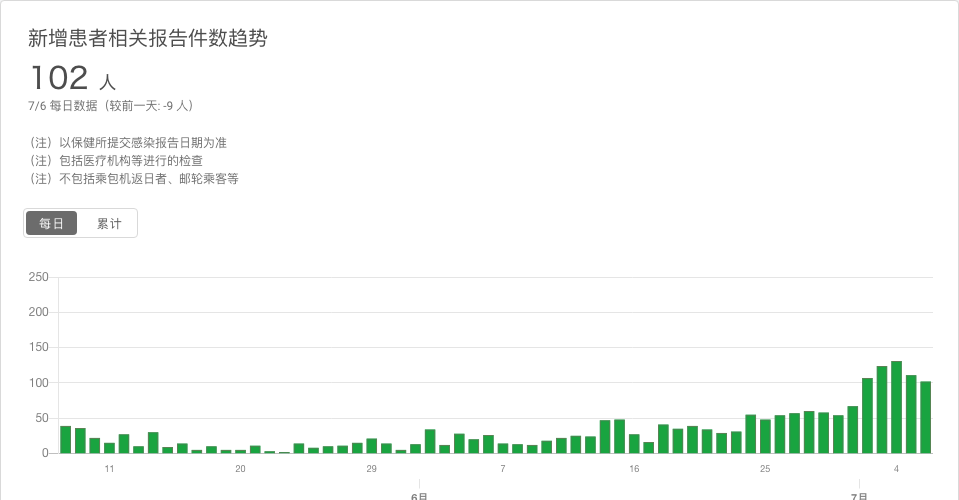 新增患者相关报告件数趋势
102 人
7/6 每日数据（较前一天: -9 人）
（注）以保健所提交感染报告日期为准
（注）包括医疗机构等进行的检查
（注）不包括乘包机返日者、邮轮乘客等
每日 累计
250
200
150
100
50
0
11 20 29 7 16 25 4
6月 7月